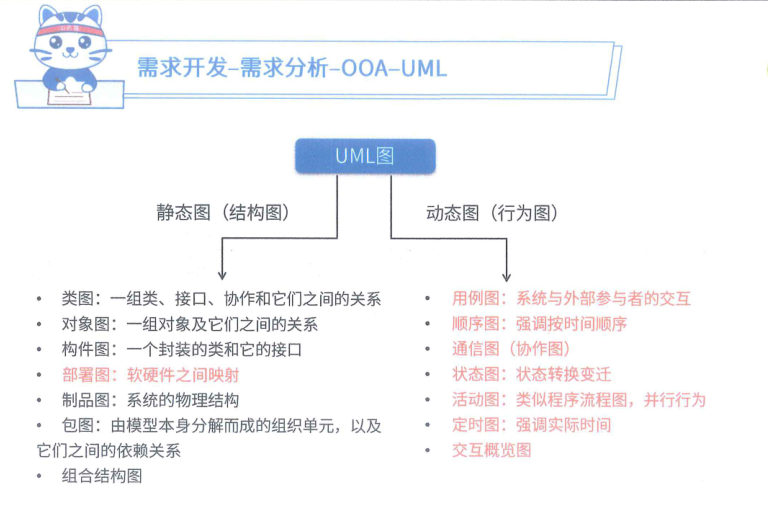 需求开发-需求分析-OOA-UML
UML图
静态图（结构图）
动态图（行为图）
• 类图：一组类、接口、协作和它们之间的关系
• 对象图：一组对象及它们之间的关系
• 构件图：一个封装的类和它的接口
• 部署图：软硬件之间映射
• 制品图：系统的物理结构
• 包图：由模型本身分解而成的组织单元，以及
它们之间的依赖关系
• 组合结构图
• 用例图：系统与外部参与者的交互
• 顺序图：强调按时间顺序
• 通信图（协作图）
• 状态图：状态转换变迁
• 活动图：类似程序流程图，并行行为
• 定时图：强调实际时间
• 交互概览图